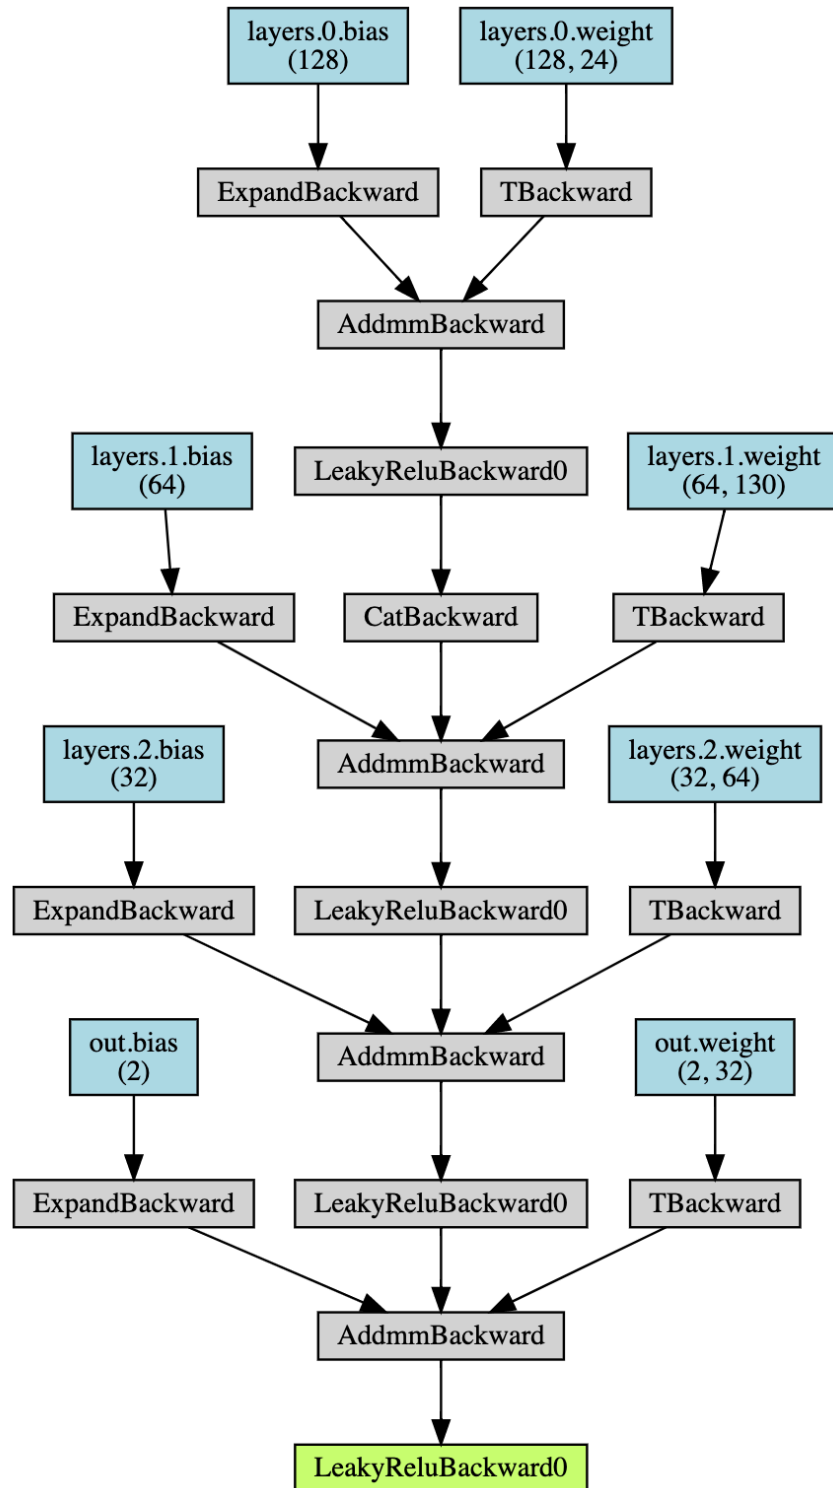 layers.0.bias
(128)
layers.0.weight
(128, 24)
ExpandBackward
TBackward
AddmmBackward
LeakyReluBackward0
layers.1.bias
(64)
layers.1.weight
(64, 130)
ExpandBackward
CatBackward
TBackward
AddmmBackward
layers.2.bias
(32)
layers.2.weight
(32, 64)
ExpandBackward
LeakyReluBackward0
TBackward
AddmmBackward
out.bias
(2)
out.weight
(2, 32)
ExpandBackward
LeakyReluBackward0
TBackward
AddmmBackward
LeakyReluBackward0